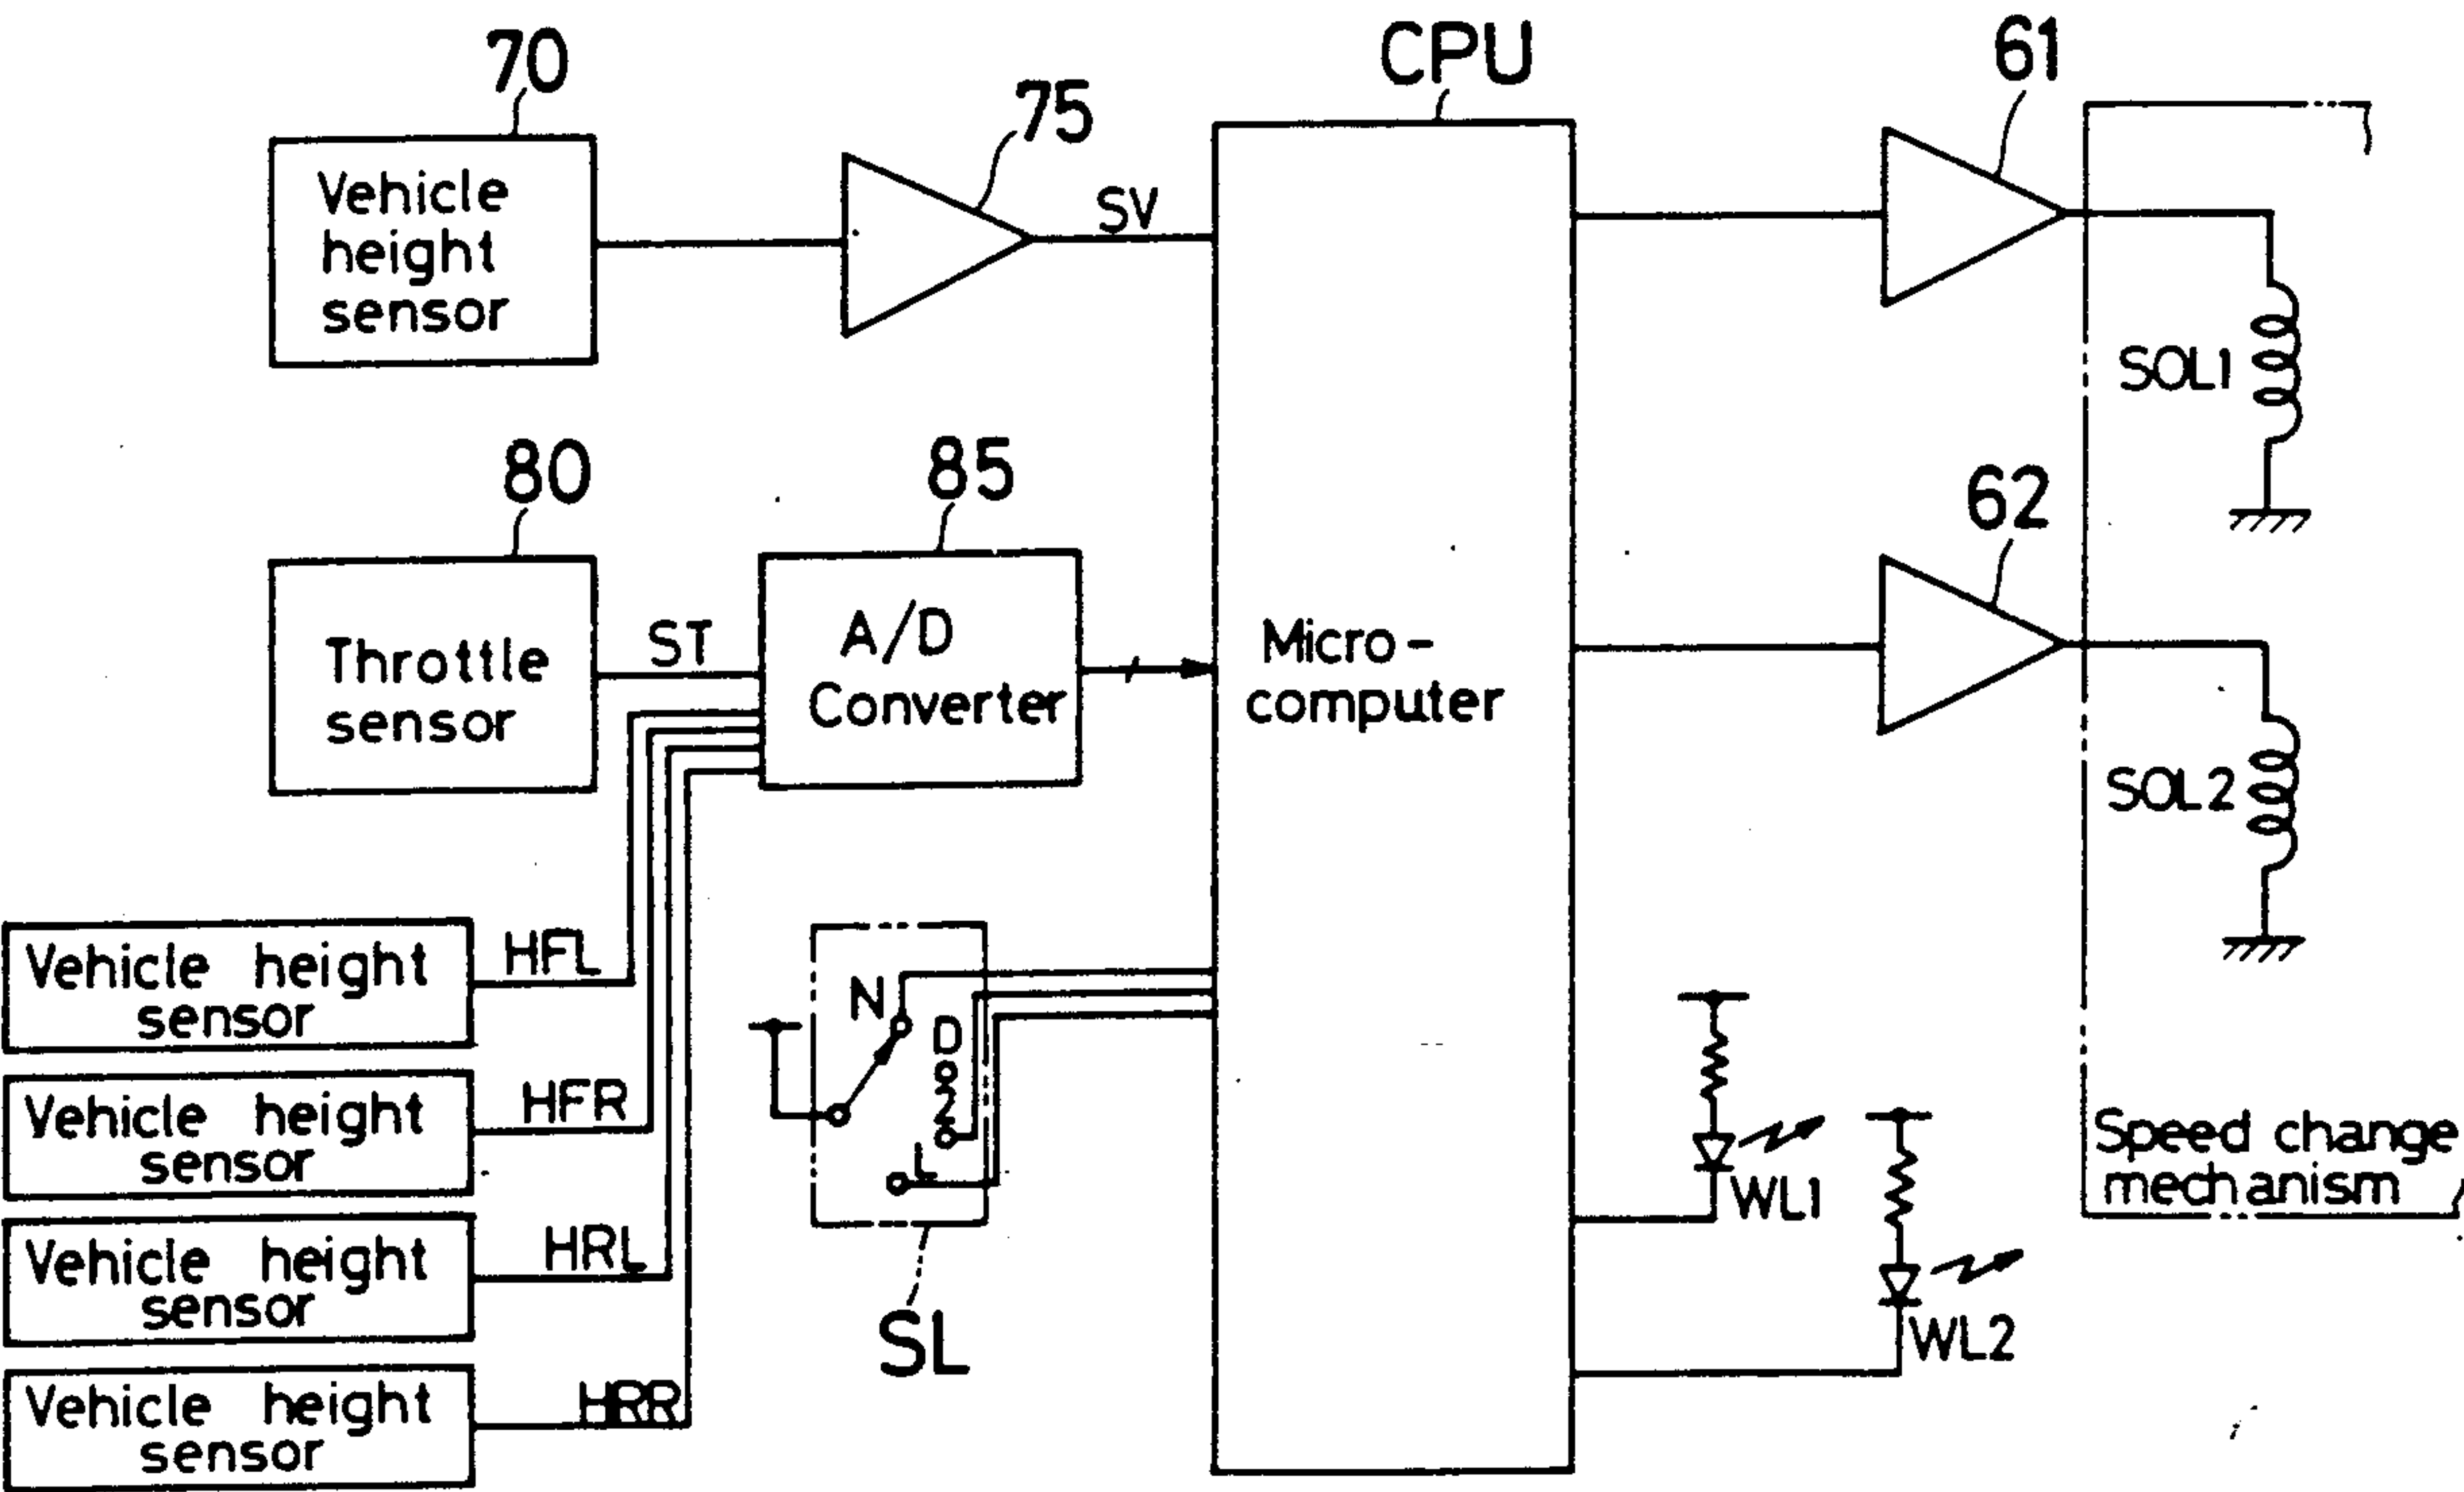 70
75
CPU
61
Vehicle
height
sensor
SV
SOL1
80
85
62
Throttle
sensor
ST
A/D
Converter
Micro-
computer
SOL2
Vehicle height
sensor
HFL
Vehicle height
sensor
HFR
Vehicle height
sensor
HRL
Vehicle height
sensor
HRR
N
D
2
L
SL
WL1
WL2
Speed change
mechanism